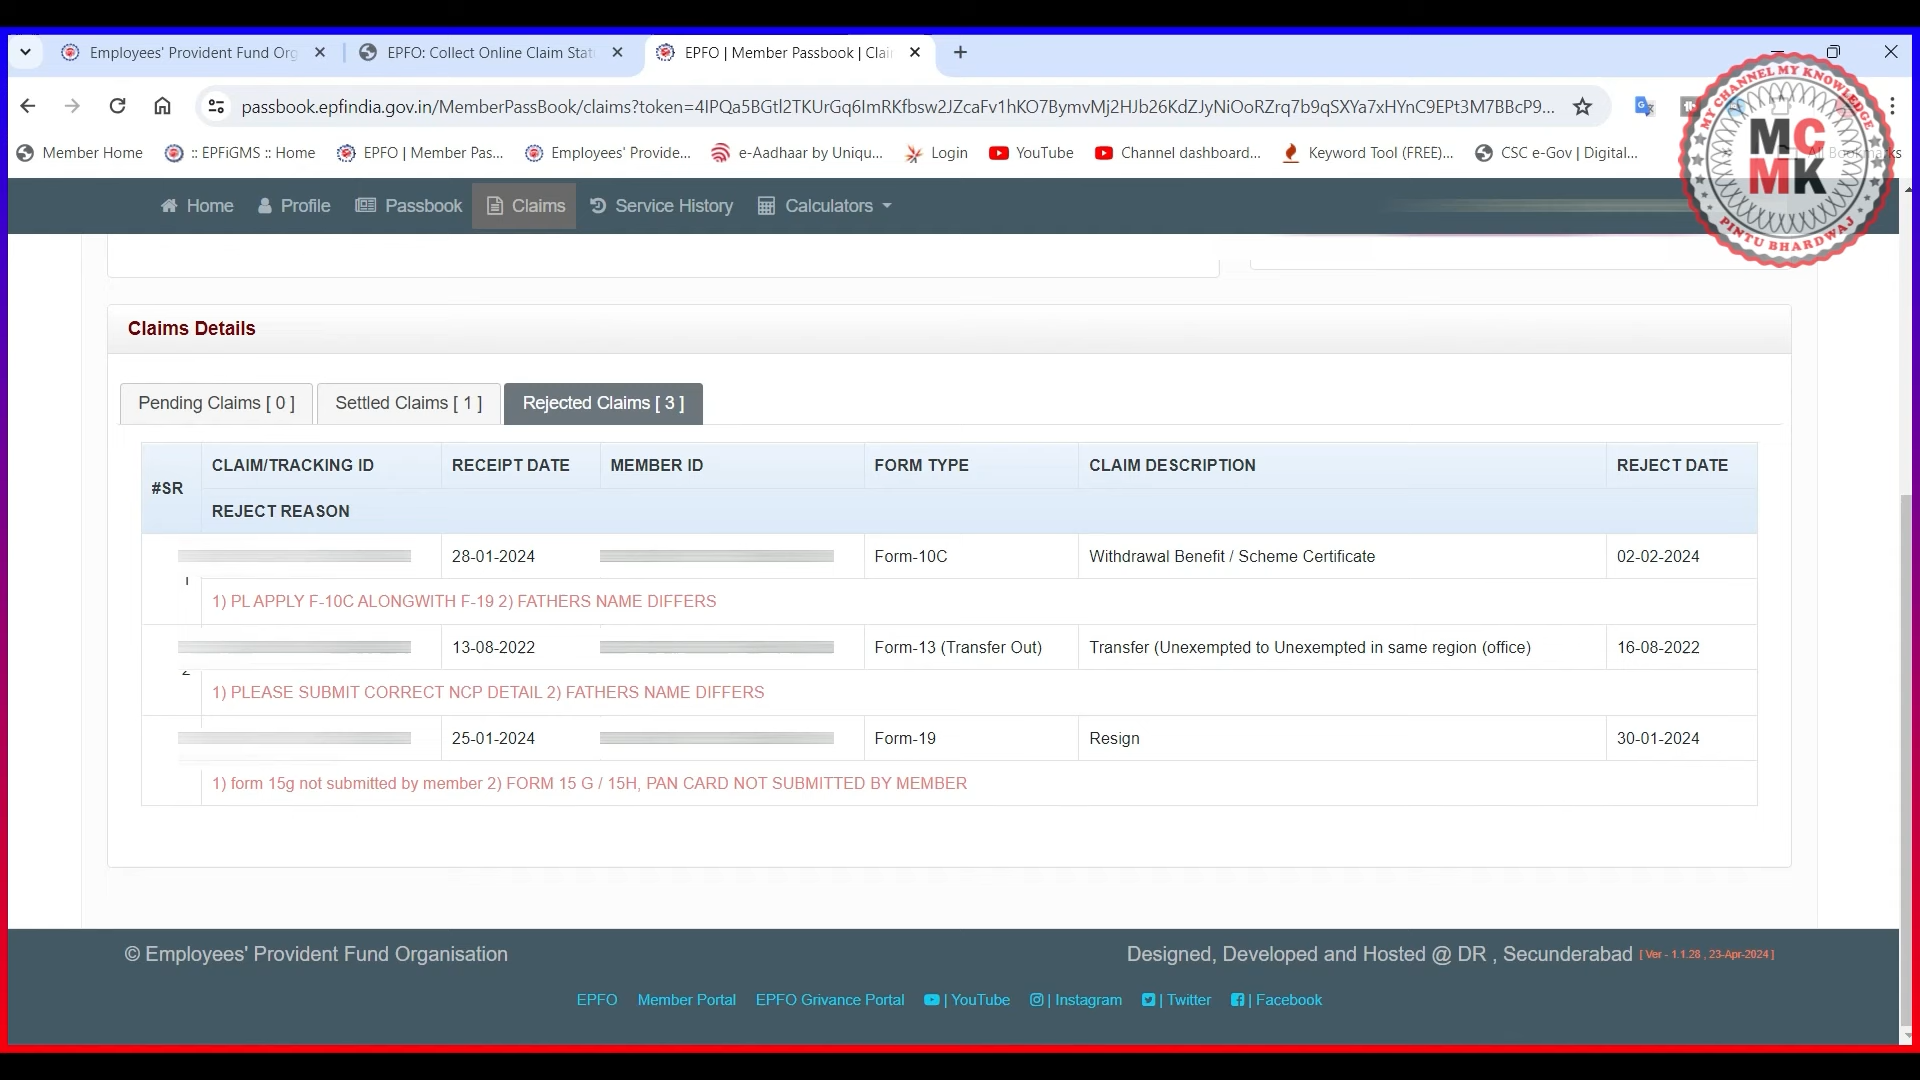 Employees' Provident Fund Org
EPFO: Collect Online Claim Stat
EPFO | Member Passbook | Clai
passbook.epfindia.gov.in/MemberPassBook/claims?token=4IPQa5BGtl2TKUrGq6ImRKfbsw2JZcaFv1hKO7BymvMj2HJb26KdZJyNiOoRZrq7b9qSXYa7xHYnC9EPt3M7BBcP9...
Member Home
:: EPFiGMS :: Home
EPFO | Member Pas...
Employees' Provide...
e-Aadhaar by Uniqu...
Login
YouTube
Channel dashboard...
Keyword Tool (FREE)...
CSC e-Gov | Digital...
All Bookmarks
MY CHANNEL MY KNOWLEDGE
MC
MK
PINTU BHARDWAJ
Home
Profile
Passbook
Claims
Service History
Calculators
Claims Details
Pending Claims [ 0 ]
Settled Claims [ 1 ]
Rejected Claims [ 3 ]
#SR
CLAIM/TRACKING ID
RECEIPT DATE
MEMBER ID
FORM TYPE
CLAIM DESCRIPTION
REJECT DATE
REJECT REASON
28-01-2024
Form-10C
Withdrawal Benefit / Scheme Certificate
02-02-2024
1) PL APPLY F-10C ALONGWITH F-19 2) FATHERS NAME DIFFERS
13-08-2022
Form-13 (Transfer Out)
Transfer (Unexempted to Unexempted in same region (office)
16-08-2022
1) PLEASE SUBMIT CORRECT NCP DETAIL 2) FATHERS NAME DIFFERS
25-01-2024
Form-19
Resign
30-01-2024
1) form 15g not submitted by member 2) FORM 15 G / 15H, PAN CARD NOT SUBMITTED BY MEMBER
© Employees' Provident Fund Organisation
Designed, Developed and Hosted @ DR , Secunderabad [ Ver - 1.1.28 , 23-Apr-2024 ]
EPFO
Member Portal
EPFO Grivance Portal
| YouTube
| Instagram
| Twitter
| Facebook